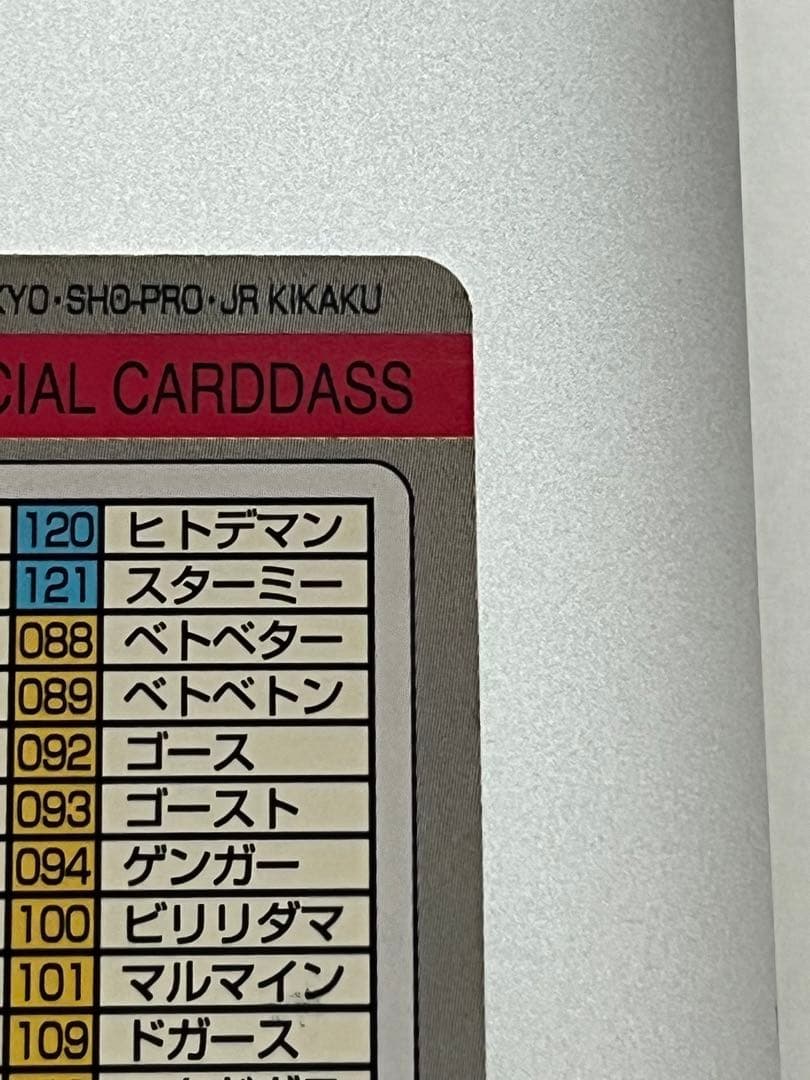 KYO・SHO-PRO・JR KIKAKU
CIAL CARDDASS
120 ヒトデマン
121 スターミー
088 ベトベター
089 ベトベトン
092 ゴース
093 ゴースト
094 ゲンガー
100 ビリリダマ
101 マルマイン
109 ドガース